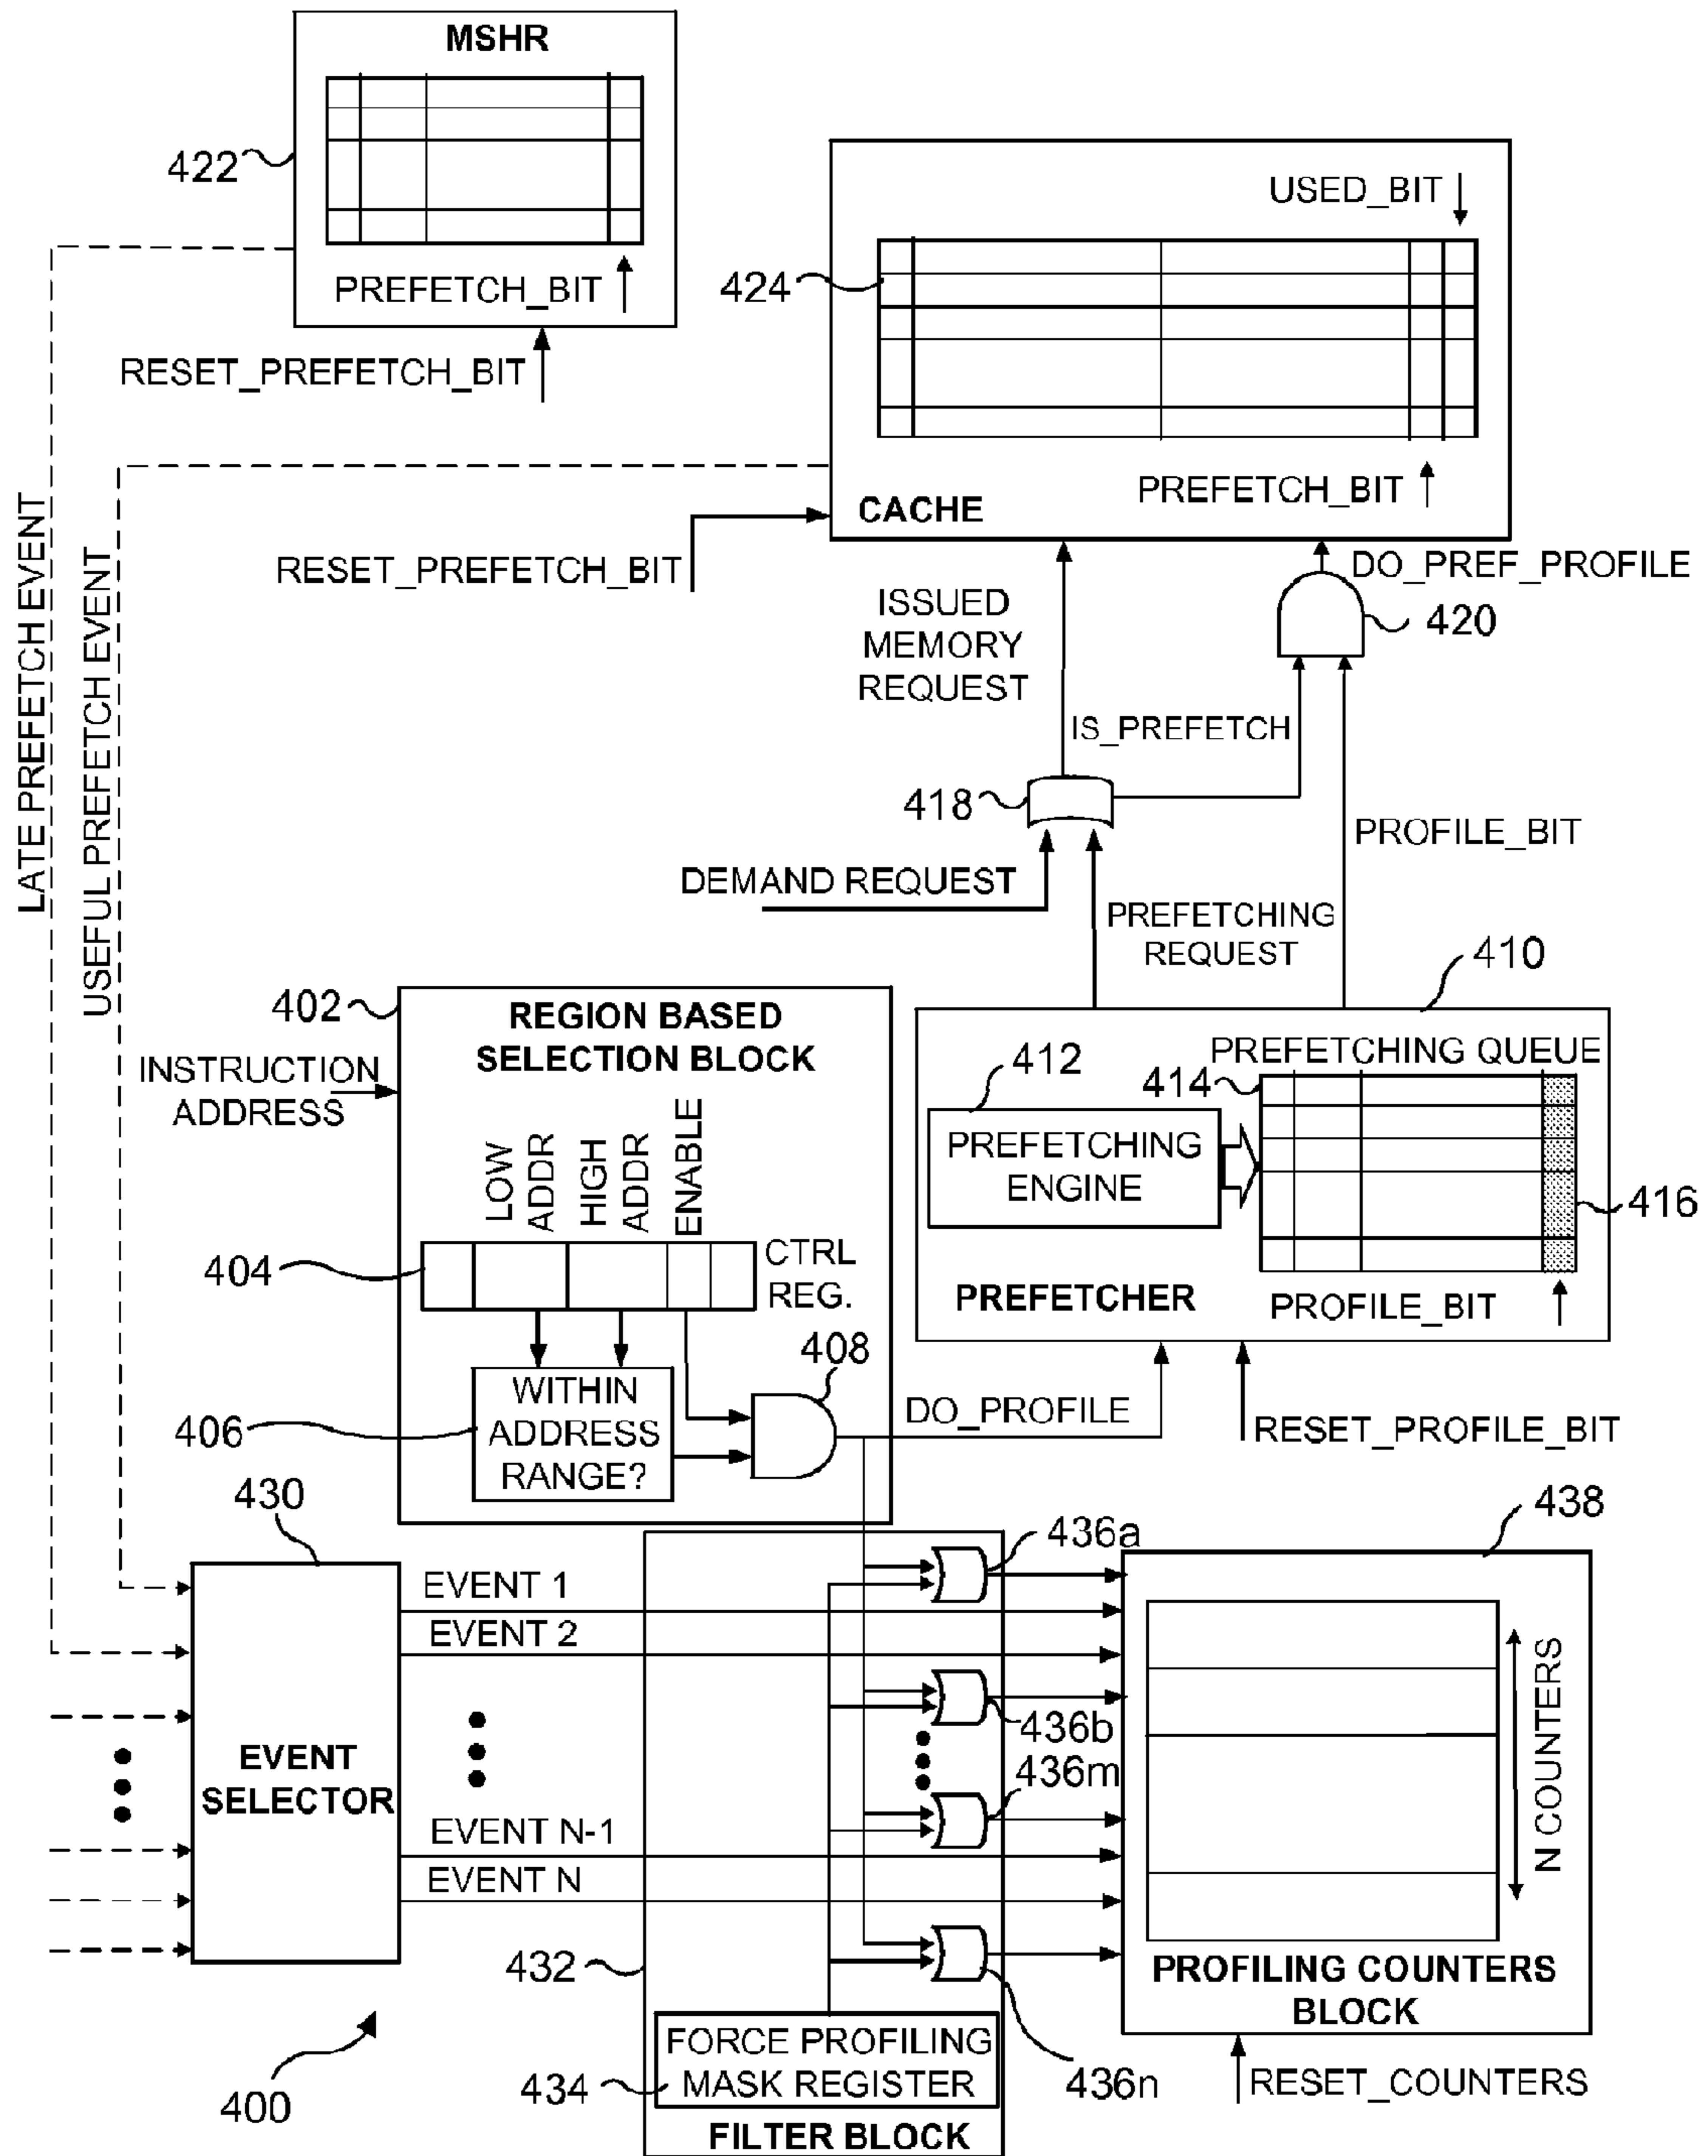 MSHR
422
PREFETCH_BIT
RESET_PREFETCH_BIT
USED_BIT
424
PREFETCH_BIT
CACHE
RESET_PREFETCH_BIT
LATE PREFETCH EVENT
USEFUL PREFETCH EVENT
ISSUED
MEMORY
REQUEST
DO_PREF_PROFILE
420
IS_PREFETCH
418
PROFILE_BIT
DEMAND REQUEST
PREFETCHING
REQUEST
410
402
REGION BASED
SELECTION BLOCK
INSTRUCTION
ADDRESS
LOW
ADDR
HIGH
ADDR
ENABLE
404
CTRL
REG.
406
WITHIN
ADDRESS
RANGE?
408
412
PREFETCHING QUEUE
414
PREFETCHING
ENGINE
416
PREFETCHER
PROFILE_BIT
DO_PROFILE
RESET_PROFILE_BIT
430
EVENT
SELECTOR
EVENT 1
EVENT 2
EVENT N-1
EVENT N
436a
436b
436m
436n
438
N COUNTERS
PROFILING COUNTERS
BLOCK
RESET_COUNTERS
432
434
FORCE PROFILING
MASK REGISTER
FILTER BLOCK
400